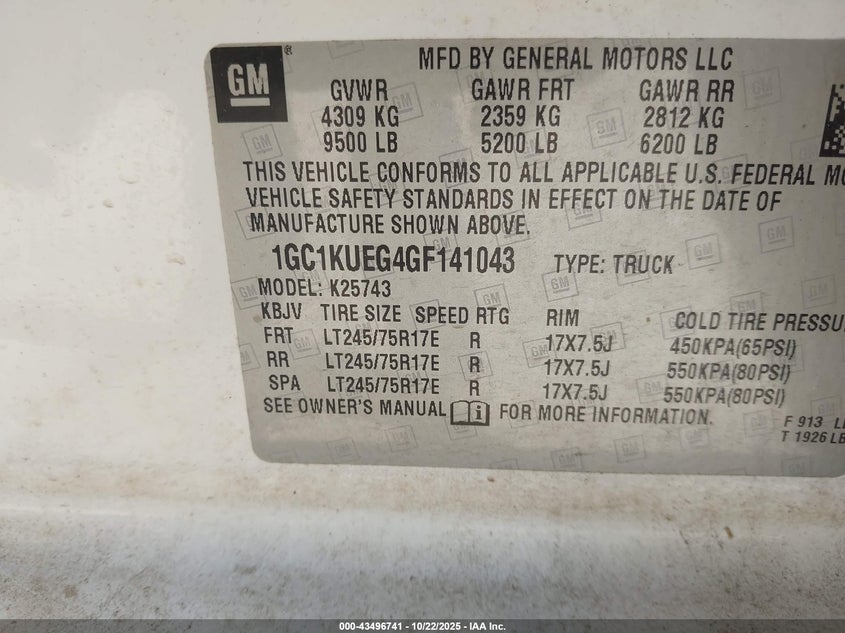 GM
MFD BY GENERAL MOTORS LLC
GVWR GAWR FRT GAWR RR
4309 KG 2359 KG 2812 KG
9500 LB 5200 LB 6200 LB
THIS VEHICLE CONFORMS TO ALL APPLICABLE U.S. FEDERAL
VEHICLE SAFETY STANDARDS IN EFFECT ON THE DATE OF
MANUFACTURE SHOWN ABOVE.
1GC1KUEG4GF141043 TYPE: TRUCK
MODEL: K25743
KBJV TIRE SIZE SPEED RTG RIM COLD TIRE PRESSU
FRT LT245/75R17E R 17X7.5J 450KPA(65PSI)
RR LT245/75R17E R 17X7.5J 550KPA(80PSI)
SPA LT245/75R17E R 17X7.5J 550KPA(80PSI)
SEE OWNER'S MANUAL i FOR MORE INFORMATION.
F 913
T 1926 LB
000-43496741 / 10/22/2025 - IAA Inc.